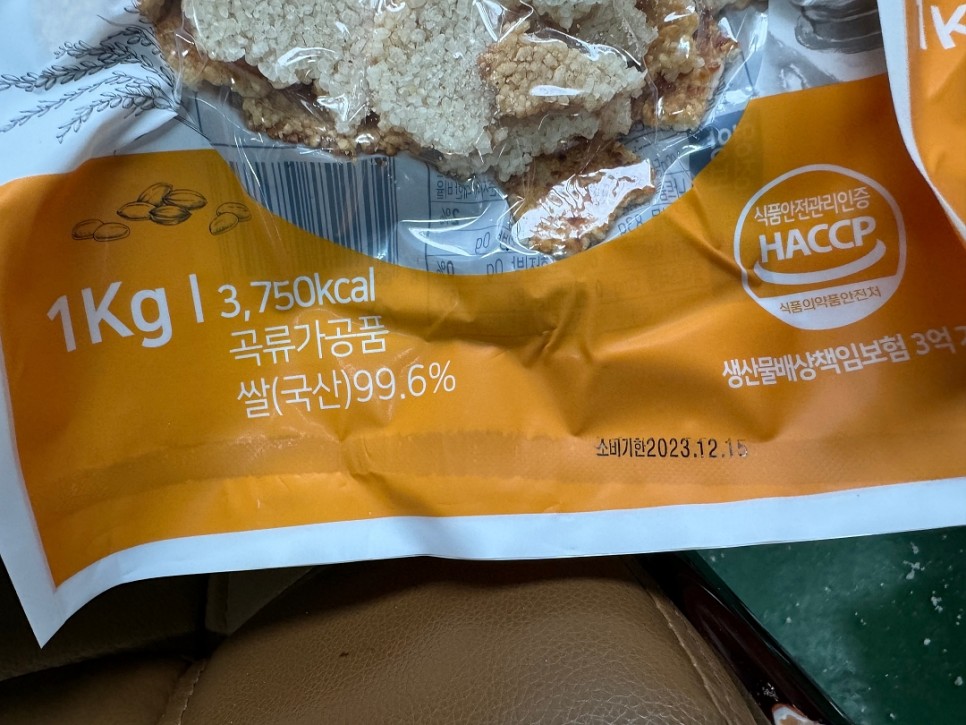 1Kg | 3,750kcal
곡류가공품
쌀(국산)99.6%
식품안전관리인증
HACCP
식품의약품안전처
생산물배상책임보험 3억
소비기한2023.12.15